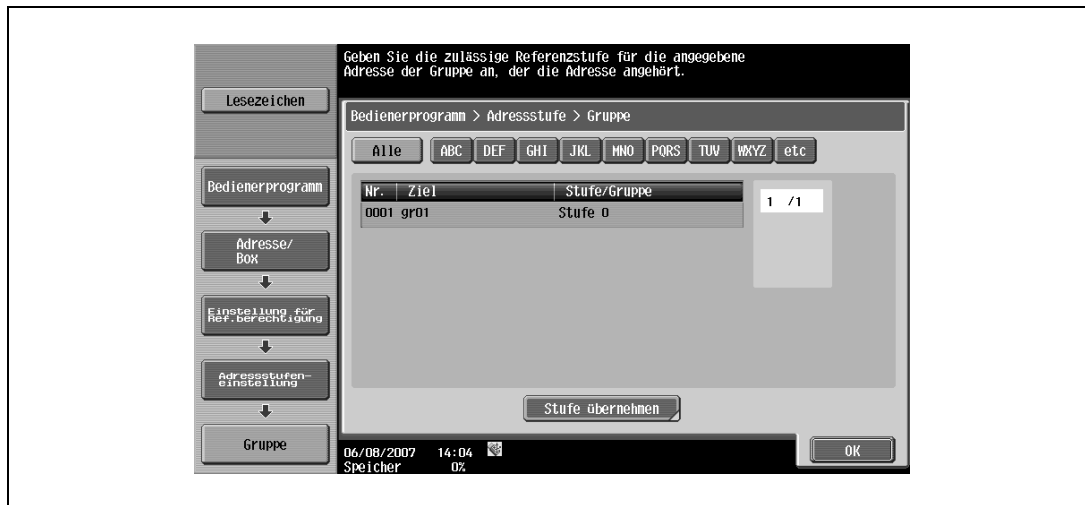 Geben Sie die zulässige Referenzstufe für die angegebene
Adresse der Gruppe an, der die Adresse angehört.
Lesezeichen
Bedienerprogramm > Adressstufe > Gruppe
Alle ABC DEF GHI JKL MNO PQRS TUV WXYZ etc
Bedienerprogramm
Nr. Ziel Stufe/Gruppe
1 /1
0001 gr01 Stufe 0
Adresse/
Box
Einstellung für
Ref.berechtigung
Adressstufen-
einstellung
Stufe übernehmen
Gruppe
OK
06/08/2007 14:04
Speicher 0%